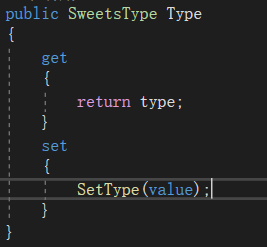 public SweetsType Type
{
get
{
return type;
}
set
{
SetType(value);
}
}